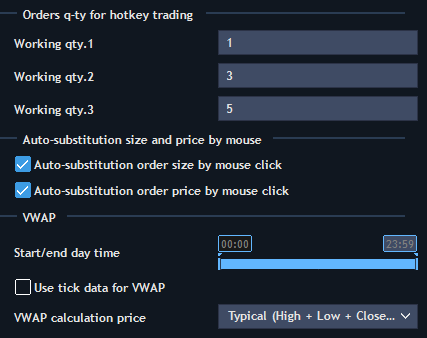 Orders q-ty for hotkey trading
Working qty.1 1
Working qty.2 3
Working qty.3 5
Auto-substitution size and price by mouse
Auto-substitution order size by mouse click
Auto-substitution order price by mouse click
VWAP
00:00 23:59
Start/end day time
Use tick data for VWAP
VWAP calculation price Typical (High + Low + Close...